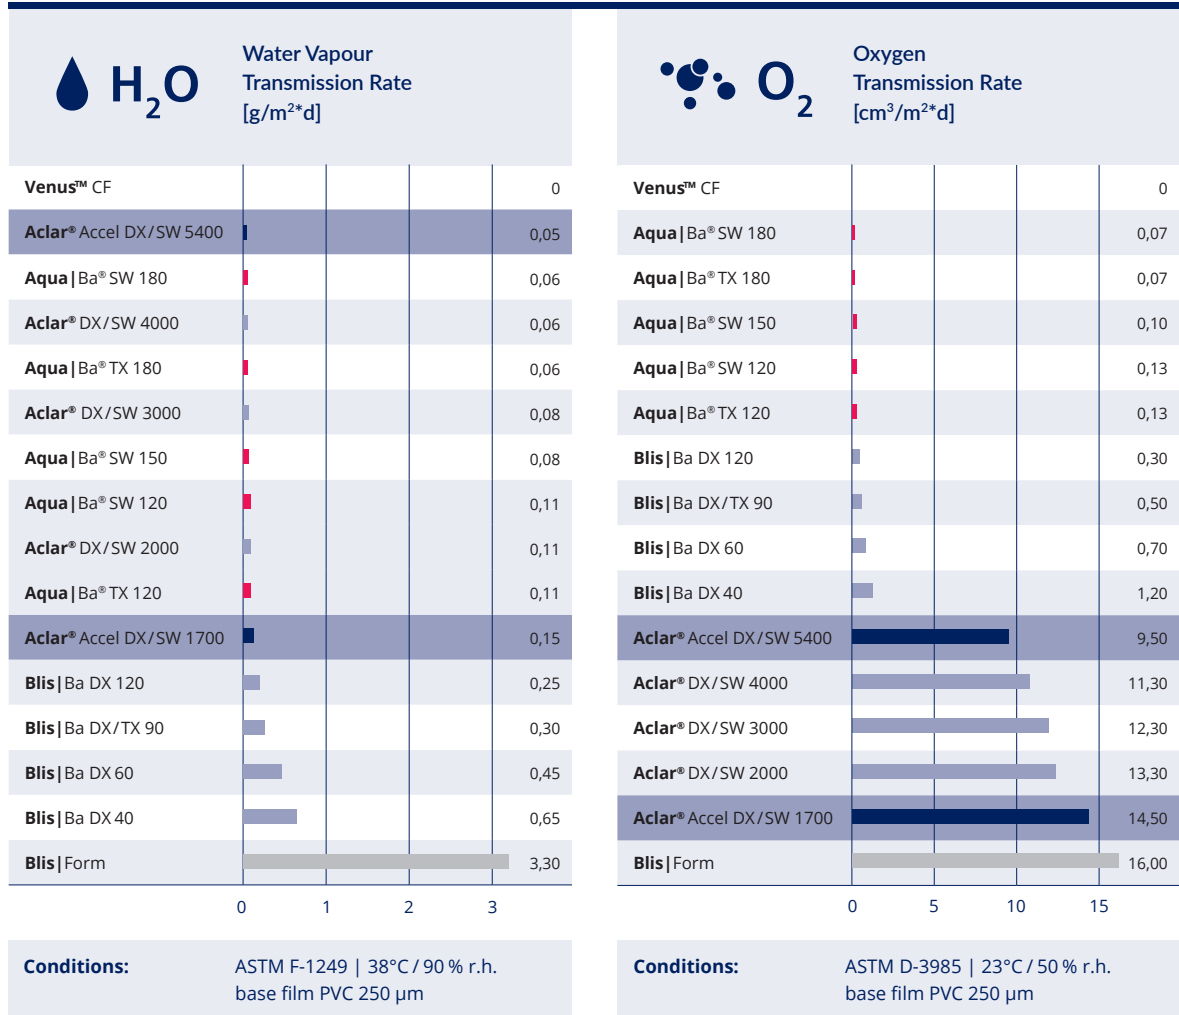 H2O
Water Vapour
Transmission Rate
[g/m²*d]
Venus™ CF 0
Aclar® Accel DX/SW 5400 0,05
Aqua|Ba® SW 180 0,06
Aclar® DX/SW 4000 0,06
Aqua|Ba® TX 180 0,06
Aclar® DX/SW 3000 0,08
Aqua|Ba® SW 150 0,08
Aqua|Ba® SW 120 0,11
Aclar® DX/SW 2000 0,11
Aqua|Ba® TX 120 0,11
Aclar® Accel DX/SW 1700 0,15
Blis|Ba DX 120 0,25
Blis|Ba DX/TX 90 0,30
Blis|Ba DX 60 0,45
Blis|Ba DX 40 0,65
Blis|Form 3,30
0 1 2 3
Conditions: ASTM F-1249 | 38°C / 90 % r.h.
base film PVC 250 µm
O2
Oxygen
Transmission Rate
[cm³/m²*d]
Venus™ CF 0
Aqua|Ba® SW 180 0,07
Aqua|Ba® TX 180 0,07
Aqua|Ba® SW 150 0,10
Aqua|Ba® SW 120 0,13
Aqua|Ba® TX 120 0,13
Blis|Ba DX 120 0,30
Blis|Ba DX/TX 90 0,50
Blis|Ba DX 60 0,70
Blis|Ba DX 40 1,20
Aclar® Accel DX/SW 5400 9,50
Aclar® DX/SW 4000 11,30
Aclar® DX/SW 3000 12,30
Aclar® DX/SW 2000 13,30
Aclar® Accel DX/SW 1700 14,50
Blis|Form 16,00
0 5 10 15
Conditions: ASTM D-3985 | 23°C / 50 % r.h.
base film PVC 250 µm